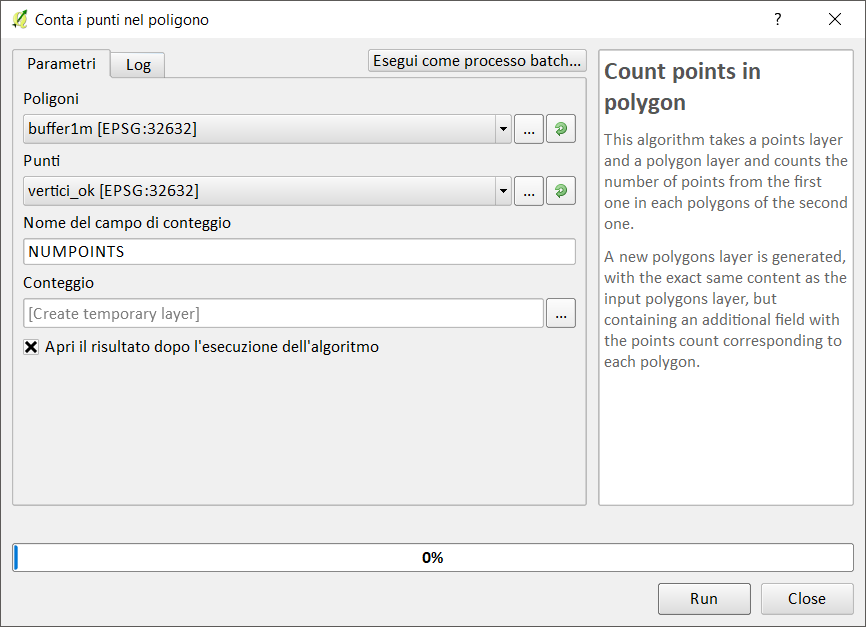 Conta i punti nel poligono
?
Parametri
Log
Esegui come processo batch...
Poligoni
buffer1m [EPSG:32632]
...
Punti
vertici_ok [EPSG:32632]
...
Nome del campo di conteggio
NUMPOINTS
Conteggio
[Create temporary layer]
...
Apri il risultato dopo l'esecuzione dell'algoritmo
Count points in
polygon
This algorithm takes a points layer
and a polygon layer and counts the
number of points from the first
one in each polygons of the second
one.
A new polygons layer is generated,
with the exact same content as the
input polygons layer, but
containing an additional field with
the points count corresponding to
each polygon.
0%
Run
Close